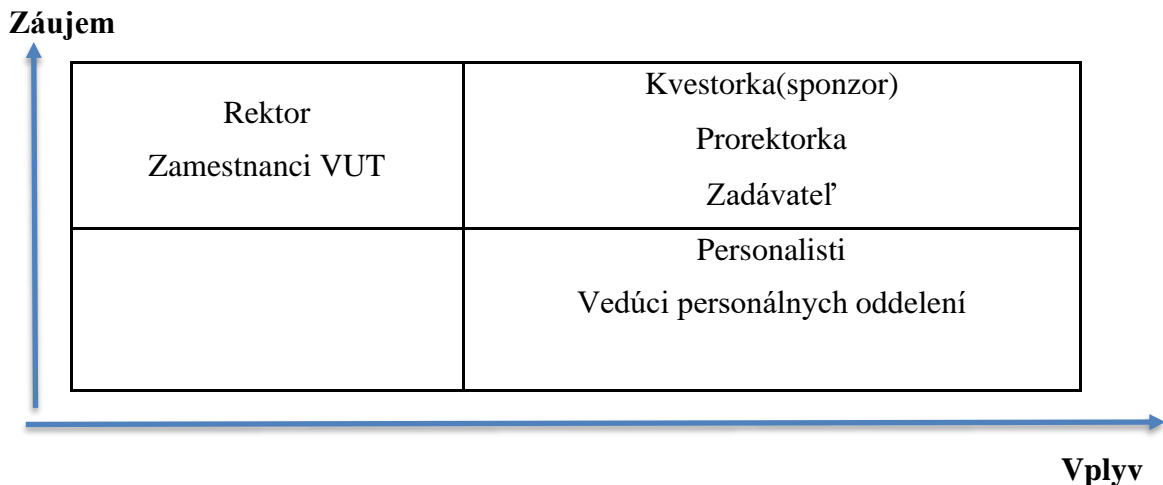 Záujem
Rektor
Zamestnanci VUT
Kvestorka(sponzor)
Prorektorka
Zadávateľ
Personalisti
Vedúci personálnych oddelení
Vplyv